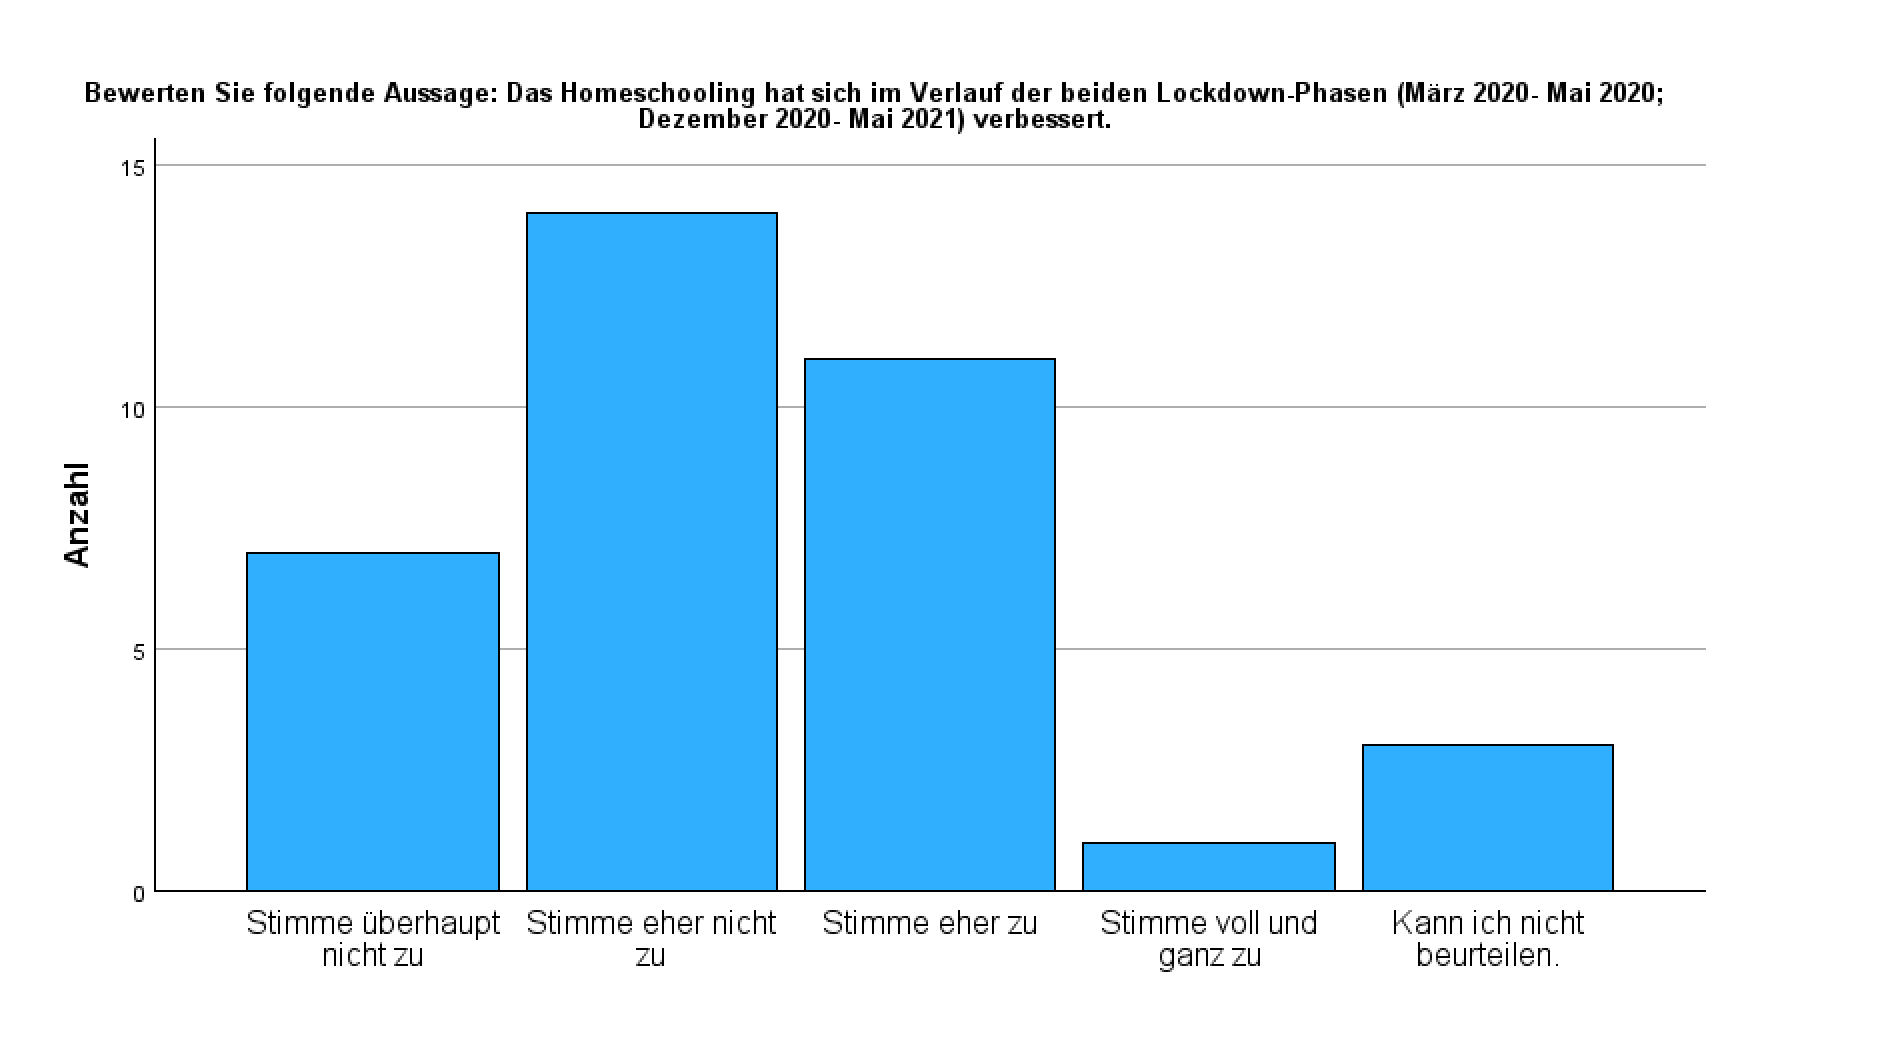 Bewerten Sie folgende Aussage: Das Homeschooling hat sich im Verlauf der beiden Lockdown-Phasen (März 2020- Mai 2020;
Dezember 2020- Mai 2021) verbessert.
15
10
5
0
Anzahl
Stimme überhaupt
nicht zu
Stimme eher nicht
zu
Stimme eher zu
Stimme voll und
ganz zu
Kann ich nicht
beurteilen.